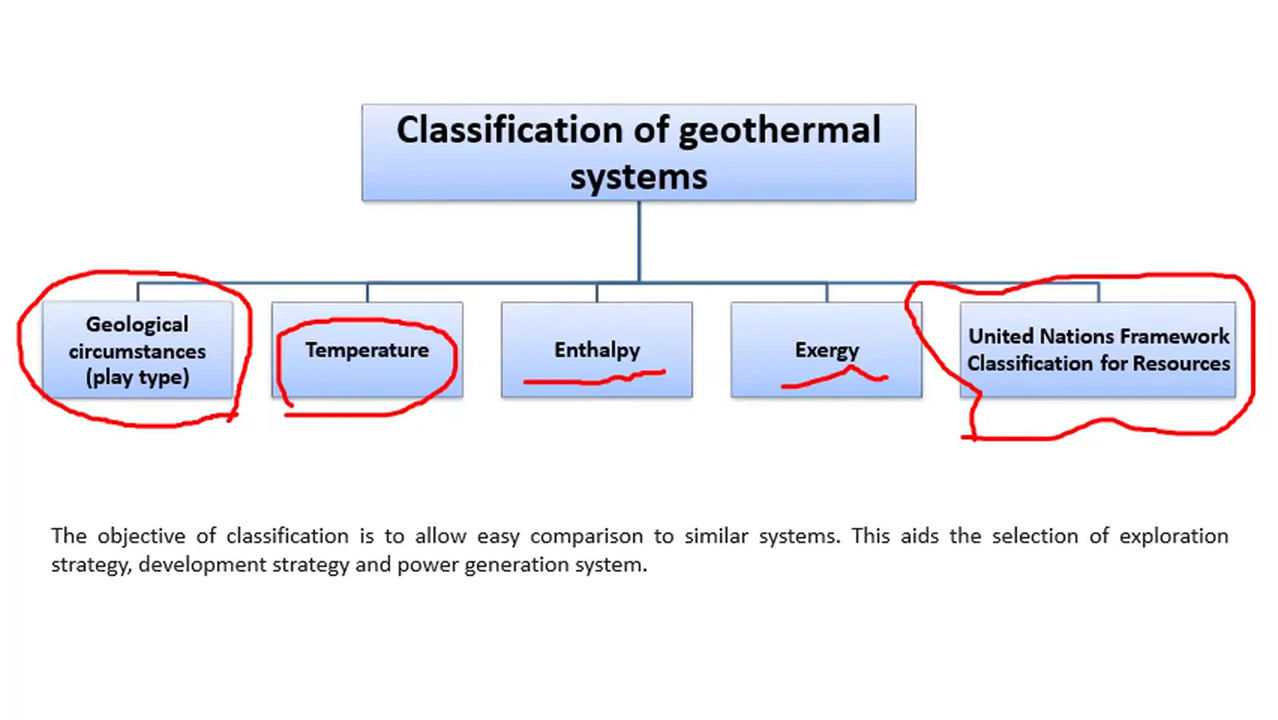 Classification of geothermal
systems
Geological
circumstances
(play type)
Temperature
Enthalpy
Exergy
United Nations Framework
Classification for Resources
The objective of classification is to allow easy comparison to similar systems. This aids the selection of exploration
strategy, development strategy and power generation system.